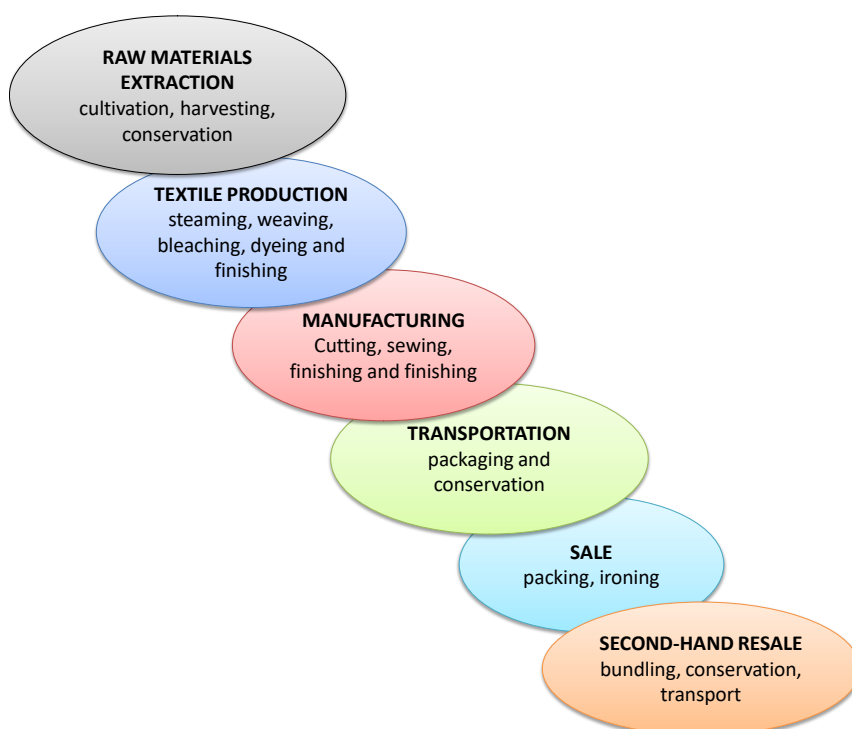 RAW MATERIALS
EXTRACTION
cultivation, harvesting,
conservation
TEXTILE PRODUCTION
steaming, weaving,
bleaching, dyeing and
finishing
MANUFACTURING
Cutting, sewing,
finishing and finishing
TRANSPORTATION
packaging and
conservation
SALE
packing, ironing
SECOND-HAND RESALE
bundling, conservation,
transport